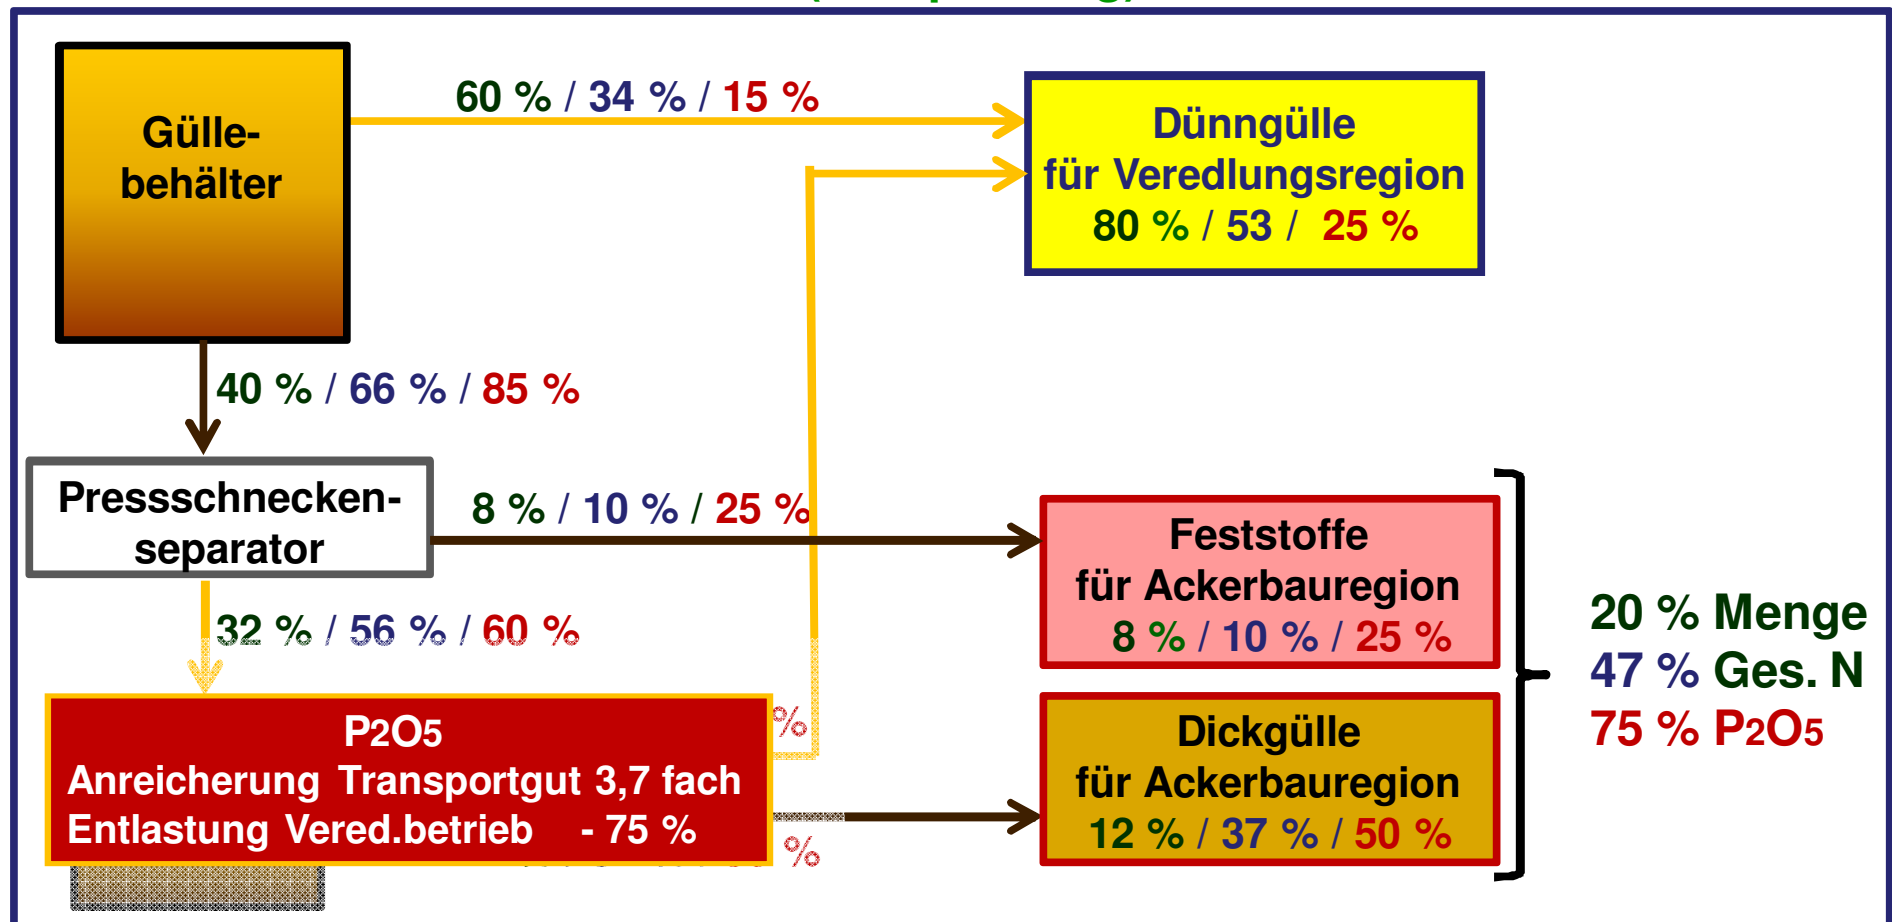 Gülle-
behälter
60 % / 34 % / 15 %
Dünngülle
für Veredlungsregion
80 % / 53 / 25 %
40 % / 66 % / 85 %
Pressschnecken-
separator
8 % / 10 % / 25 %
Feststoffe
für Ackerbauregion
8 % / 10 % / 25 %
32 % / 56 % / 60 %
20 % Menge
47 % Ges. N
75 % P2O5
%
P2O5
Anreicherung Transportgut 3,7 fach
Entlastung Vered.betrieb - 75 %
Dickgülle
für Ackerbauregion
12 % / 37 % / 50 %
%